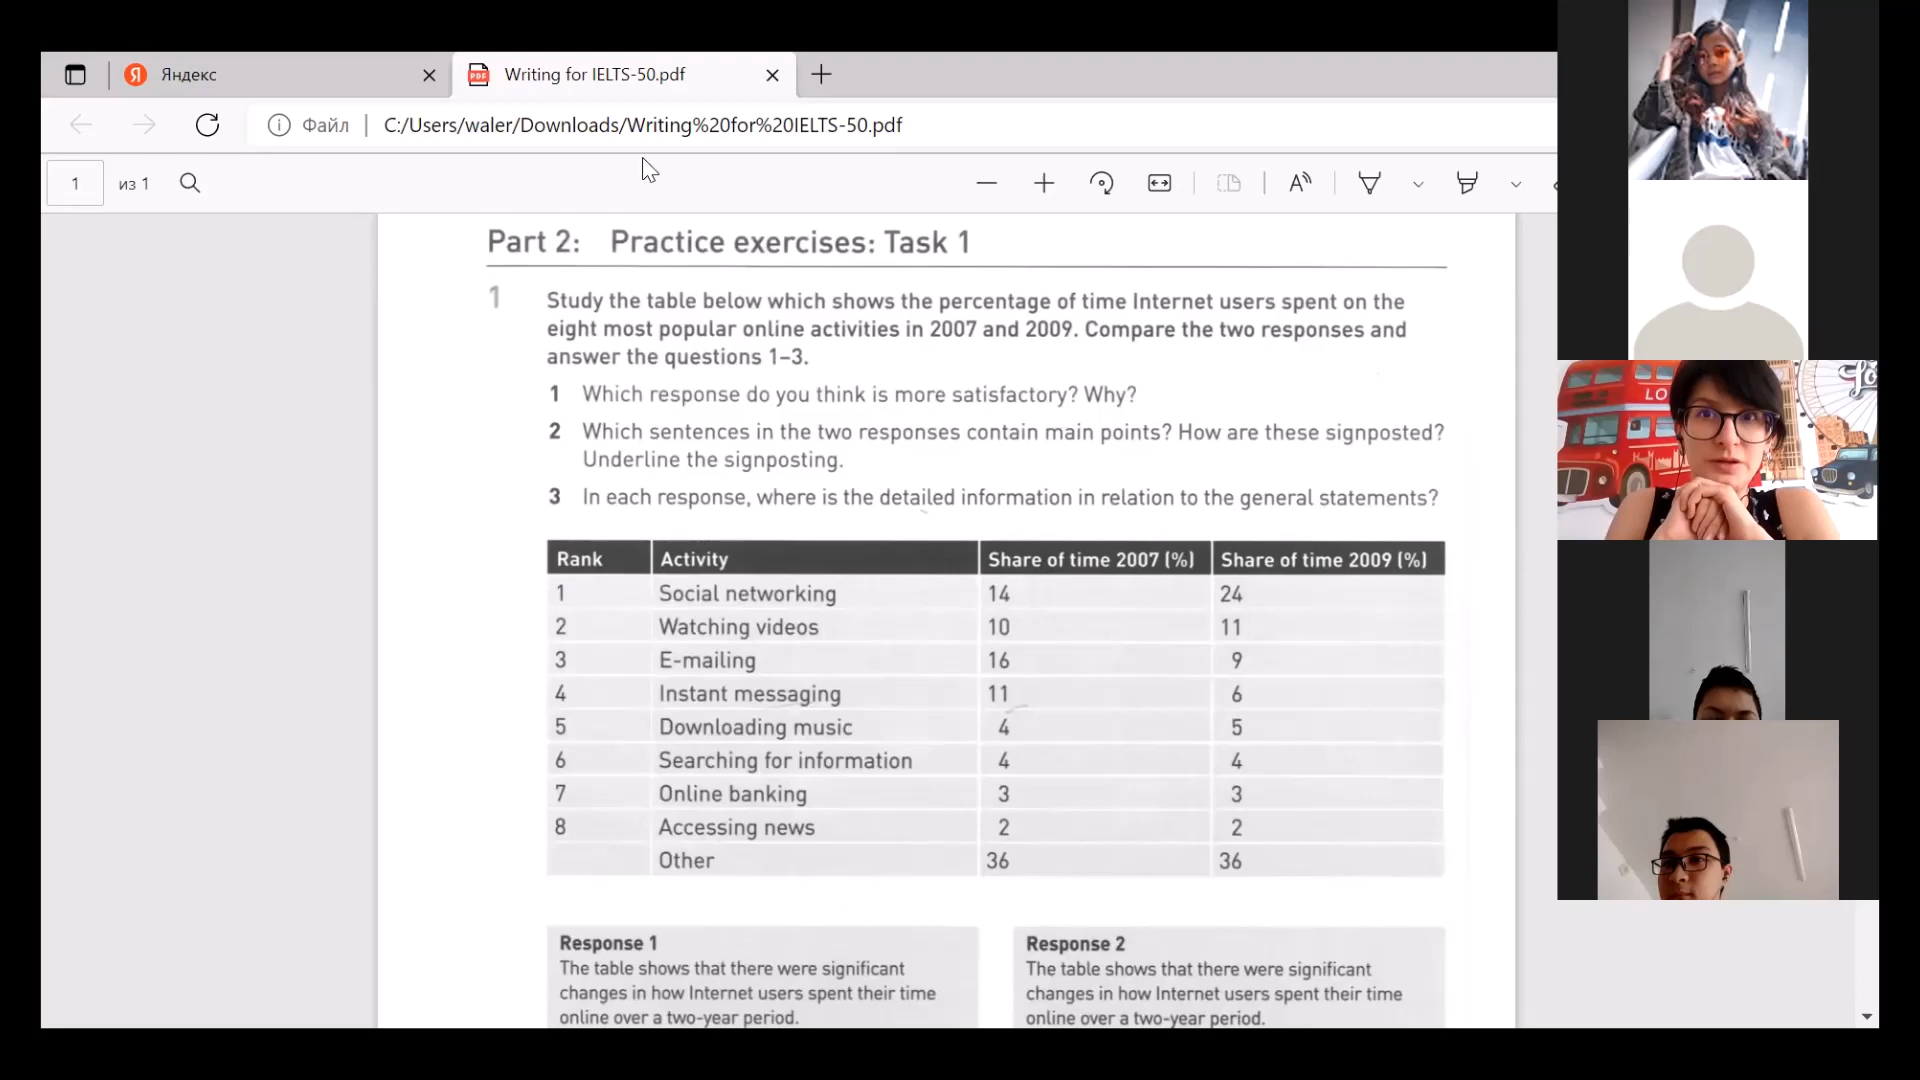 Яндекс
Writing for IELTS-50.pdf
Файл
C:/Users/waler/Downloads/Writing%20for%20IELTS-50.pdf
1
из 1
Part 2: Practice exercises: Task 1
1
Study the table below which shows the percentage of time Internet users spent on the
eight most popular online activities in 2007 and 2009. Compare the two responses and
answer the questions 1–3.
1 Which response do you think is more satisfactory? Why?
2 Which sentences in the two responses contain main points? How are these signposted?
Underline the signposting.
3 In each response, where is the detailed information in relation to the general statements?
Rank Activity Share of time 2007 (%) Share of time 2009 (%)
1 Social networking 14 24
2 Watching videos 10 11
3 E-mailing 16 9
4 Instant messaging 11 6
5 Downloading music 4 5
6 Searching for information 4 4
7 Online banking 3 3
8 Accessing news 2 2
Other 36 36
Response 1
The table shows that there were significant
changes in how Internet users spent their time
online over a two-year period.
Response 2
The table shows that there were significant
changes in how Internet users spent their time
online over a two-year period.
LO
Lo